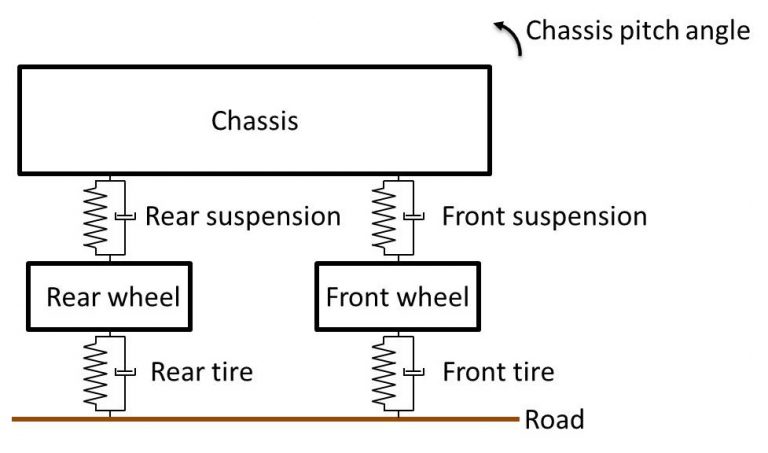 Chassis pitch angle
Chassis
Rear suspension
Front suspension
Rear wheel
Front wheel
Rear tire
Front tire
Road